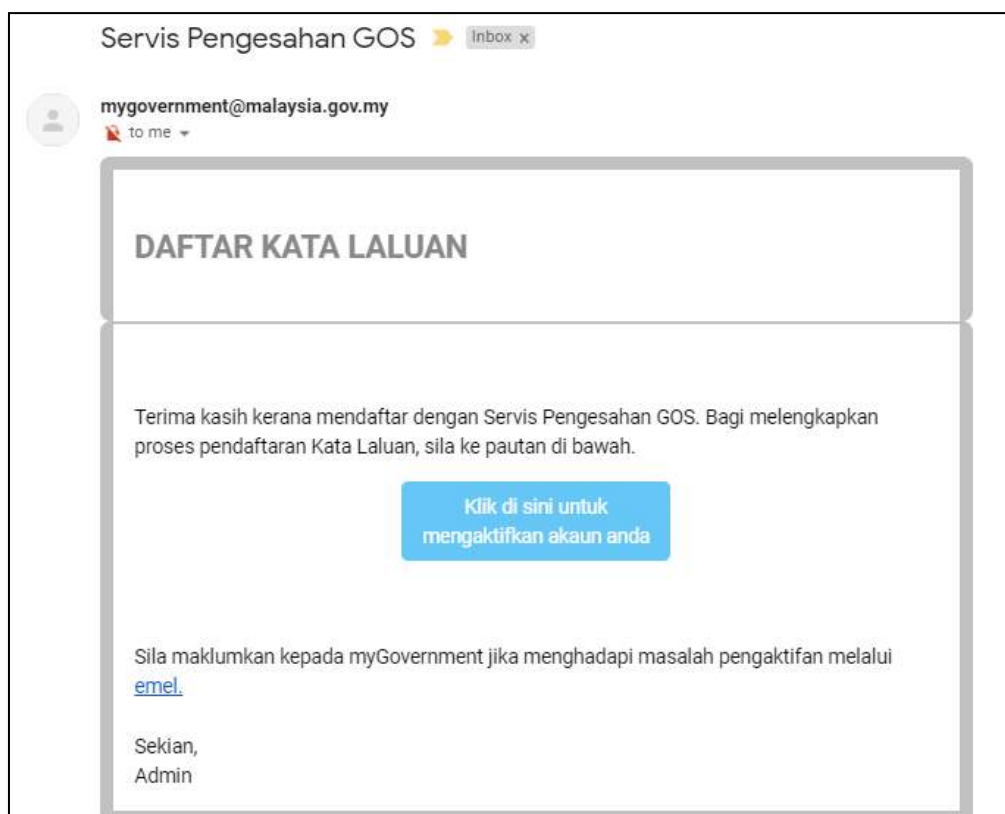 Servis Pengesahan GOS Inbox x
mygovernment@malaysia.gov.my
to me
DAFTAR KATA LALUAN
Terima kasih kerana mendaftar dengan Servis Pengesahan GOS. Bagi melengkapkan
proses pendaftaran Kata Laluan, sila ke pautan di bawah.
Klik di sini untuk
mengaktifkan akaun anda
Sila maklumkan kepada myGovernment jika menghadapi masalah pengaktifan melalui
emel.
Sekian,
Admin